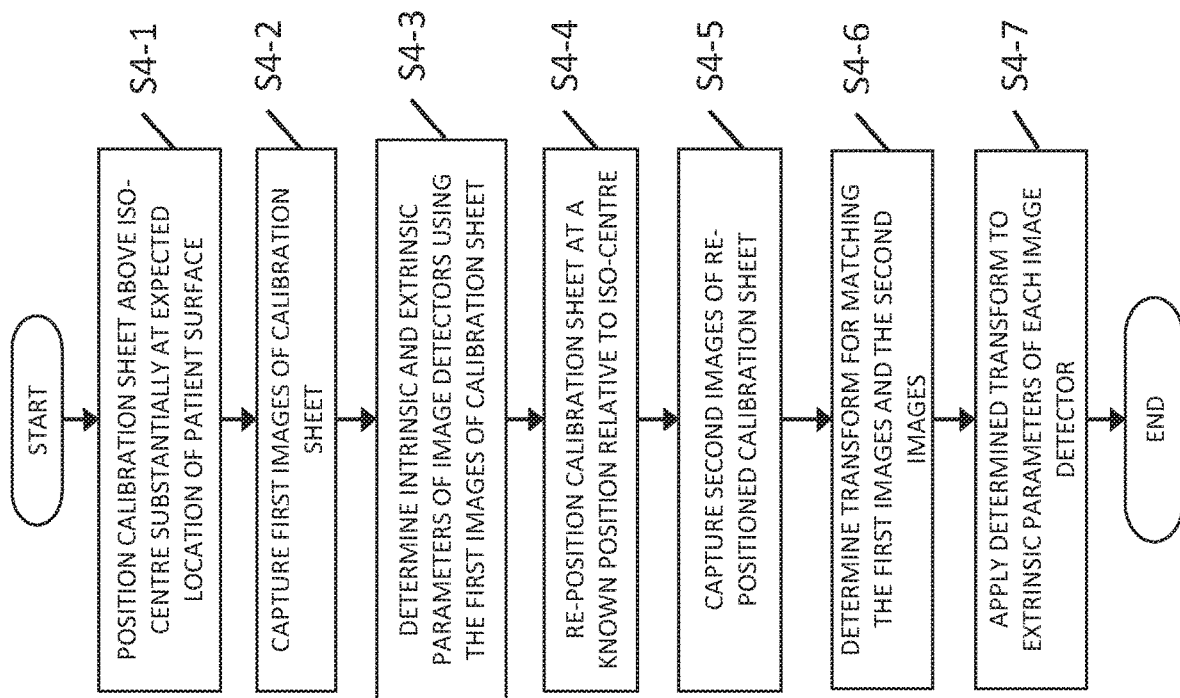 START
POSITION CALIBRATION SHEET ABOVE ISO-
CENTRE SUBSTANTIALLY AT EXPECTED
LOCATION OF PATIENT SURFACE
S4-1
CAPTURE FIRST IMAGES OF CALIBRATION
SHEET
S4-2
DETERMINE INTRINSIC AND EXTRINSIC
PARAMETERS OF IMAGE DETECTORS USING
THE FIRST IMAGES OF CALIBRATION SHEET
S4-3
RE-POSITION CALIBRATION SHEET AT A
KNOWN POSITION RELATIVE TO ISO-CENTRE
S4-4
CAPTURE SECOND IMAGES OF RE-
POSITIONED CALIBRATION SHEET
S4-5
DETERMINE TRANSFORM FOR MATCHING
THE FIRST IMAGES AND THE SECOND
IMAGES
S4-6
APPLY DETERMINED TRANSFORM TO
EXTRINSIC PARAMETERS OF EACH IMAGE
DETECTOR
S4-7
END